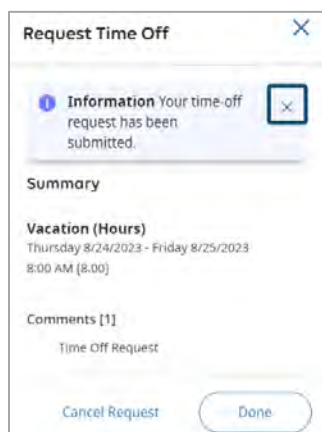 Request Time Off
Information Your time-off
request has been
submitted.
Summary
Vacation (Hours)
Thursday 8/24/2023 - Friday 8/25/2023
8:00 AM [8.00]
Comments [1]
Time Off Request
Cancel Request Done